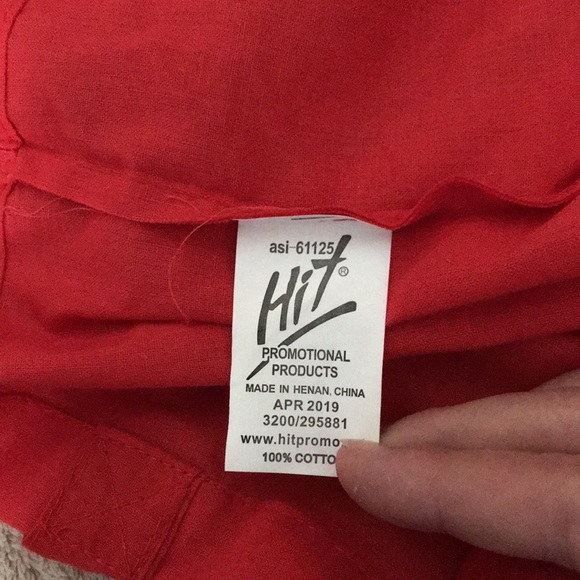 asi-61125
Hit®
PROMOTIONAL
PRODUCTS
MADE IN HENAN, CHINA
APR 2019
3200/295881
www.hitpromo.
100% COTTO